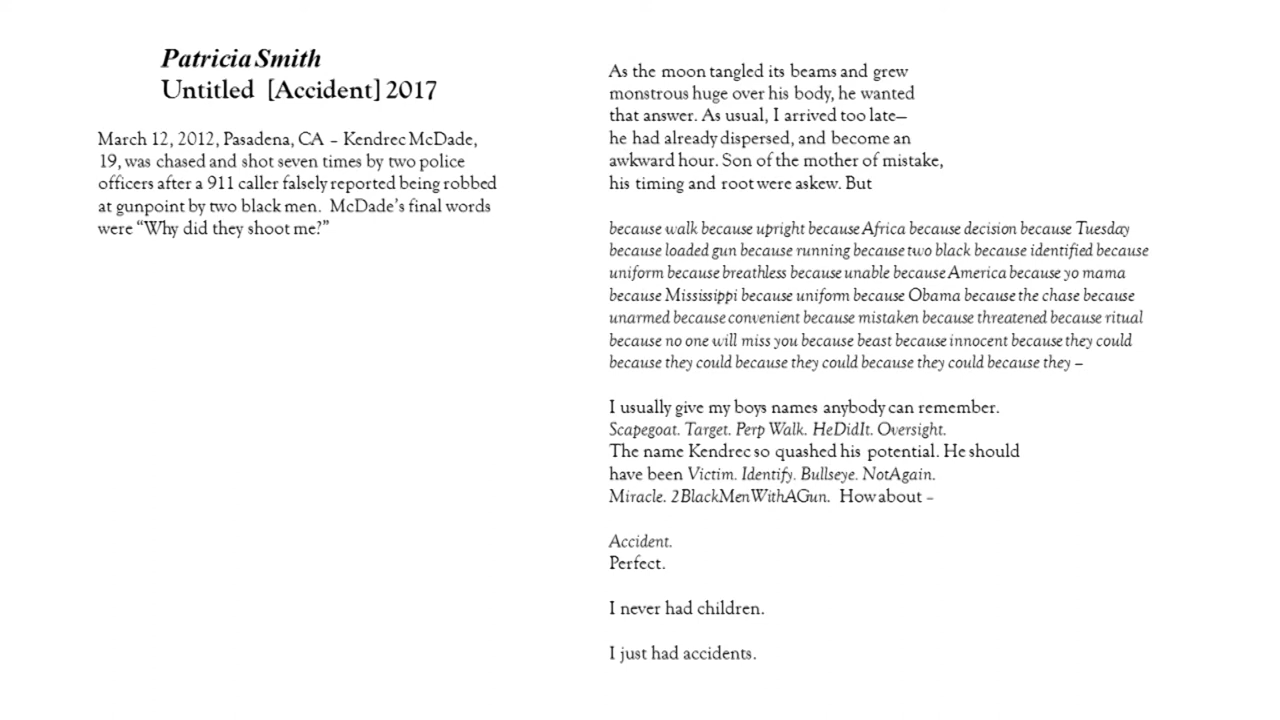 Patricia Smith
Untitled [Accident] 2017
March 12, 2012, Pasadena, CA – Kendrec McDade,
19, was chased and shot seven times by two police
officers after a 911 caller falsely reported being robbed
at gunpoint by two black men. McDade's final words
were “Why did they shoot me?”
As the moon tangled its beams and grew
monstrous huge over his body, he wanted
that answer. As usual, I arrived too late—
he had already dispersed, and become an
awkward hour. Son of the mother of mistake,
his timing and root were askew. But
because walk because upright because Africa because decision because Tuesday
because loaded gun because running because two black because identified because
uniform because breathless because unable because America because yo mama
because Mississippi because uniform because Obama because the chase because
unarmed because convenient because mistaken because threatened because ritual
because no one will miss you because beast because innocent because they could
because they could because they could because they could because they –
I usually give my boys names anybody can remember.
Scapegoat. Target. Perp Walk. HeDidIt. Oversight.
The name Kendrec so quashed his potential. He should
have been Victim. Identify. Bullseye. NotAgain.
Miracle. 2BlackMenWithAGun. How about –
Accident.
Perfect.
I never had children.
I just had accidents.